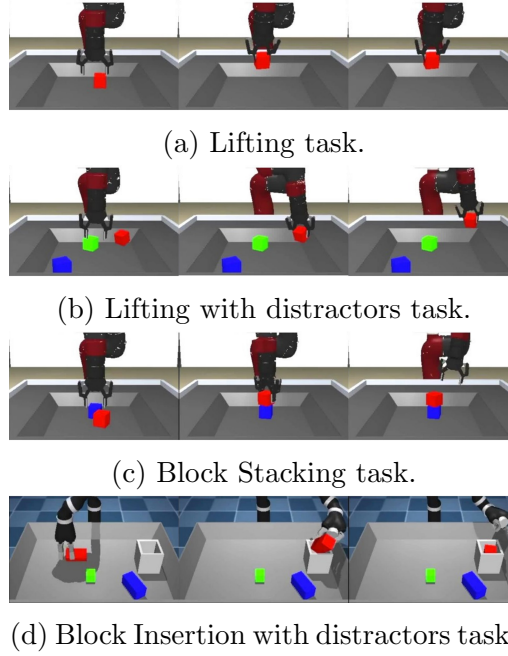 (a) Lifting task.
(b) Lifting with distractors task.
(c) Block Stacking task.
(d) Block Insertion with distractors task